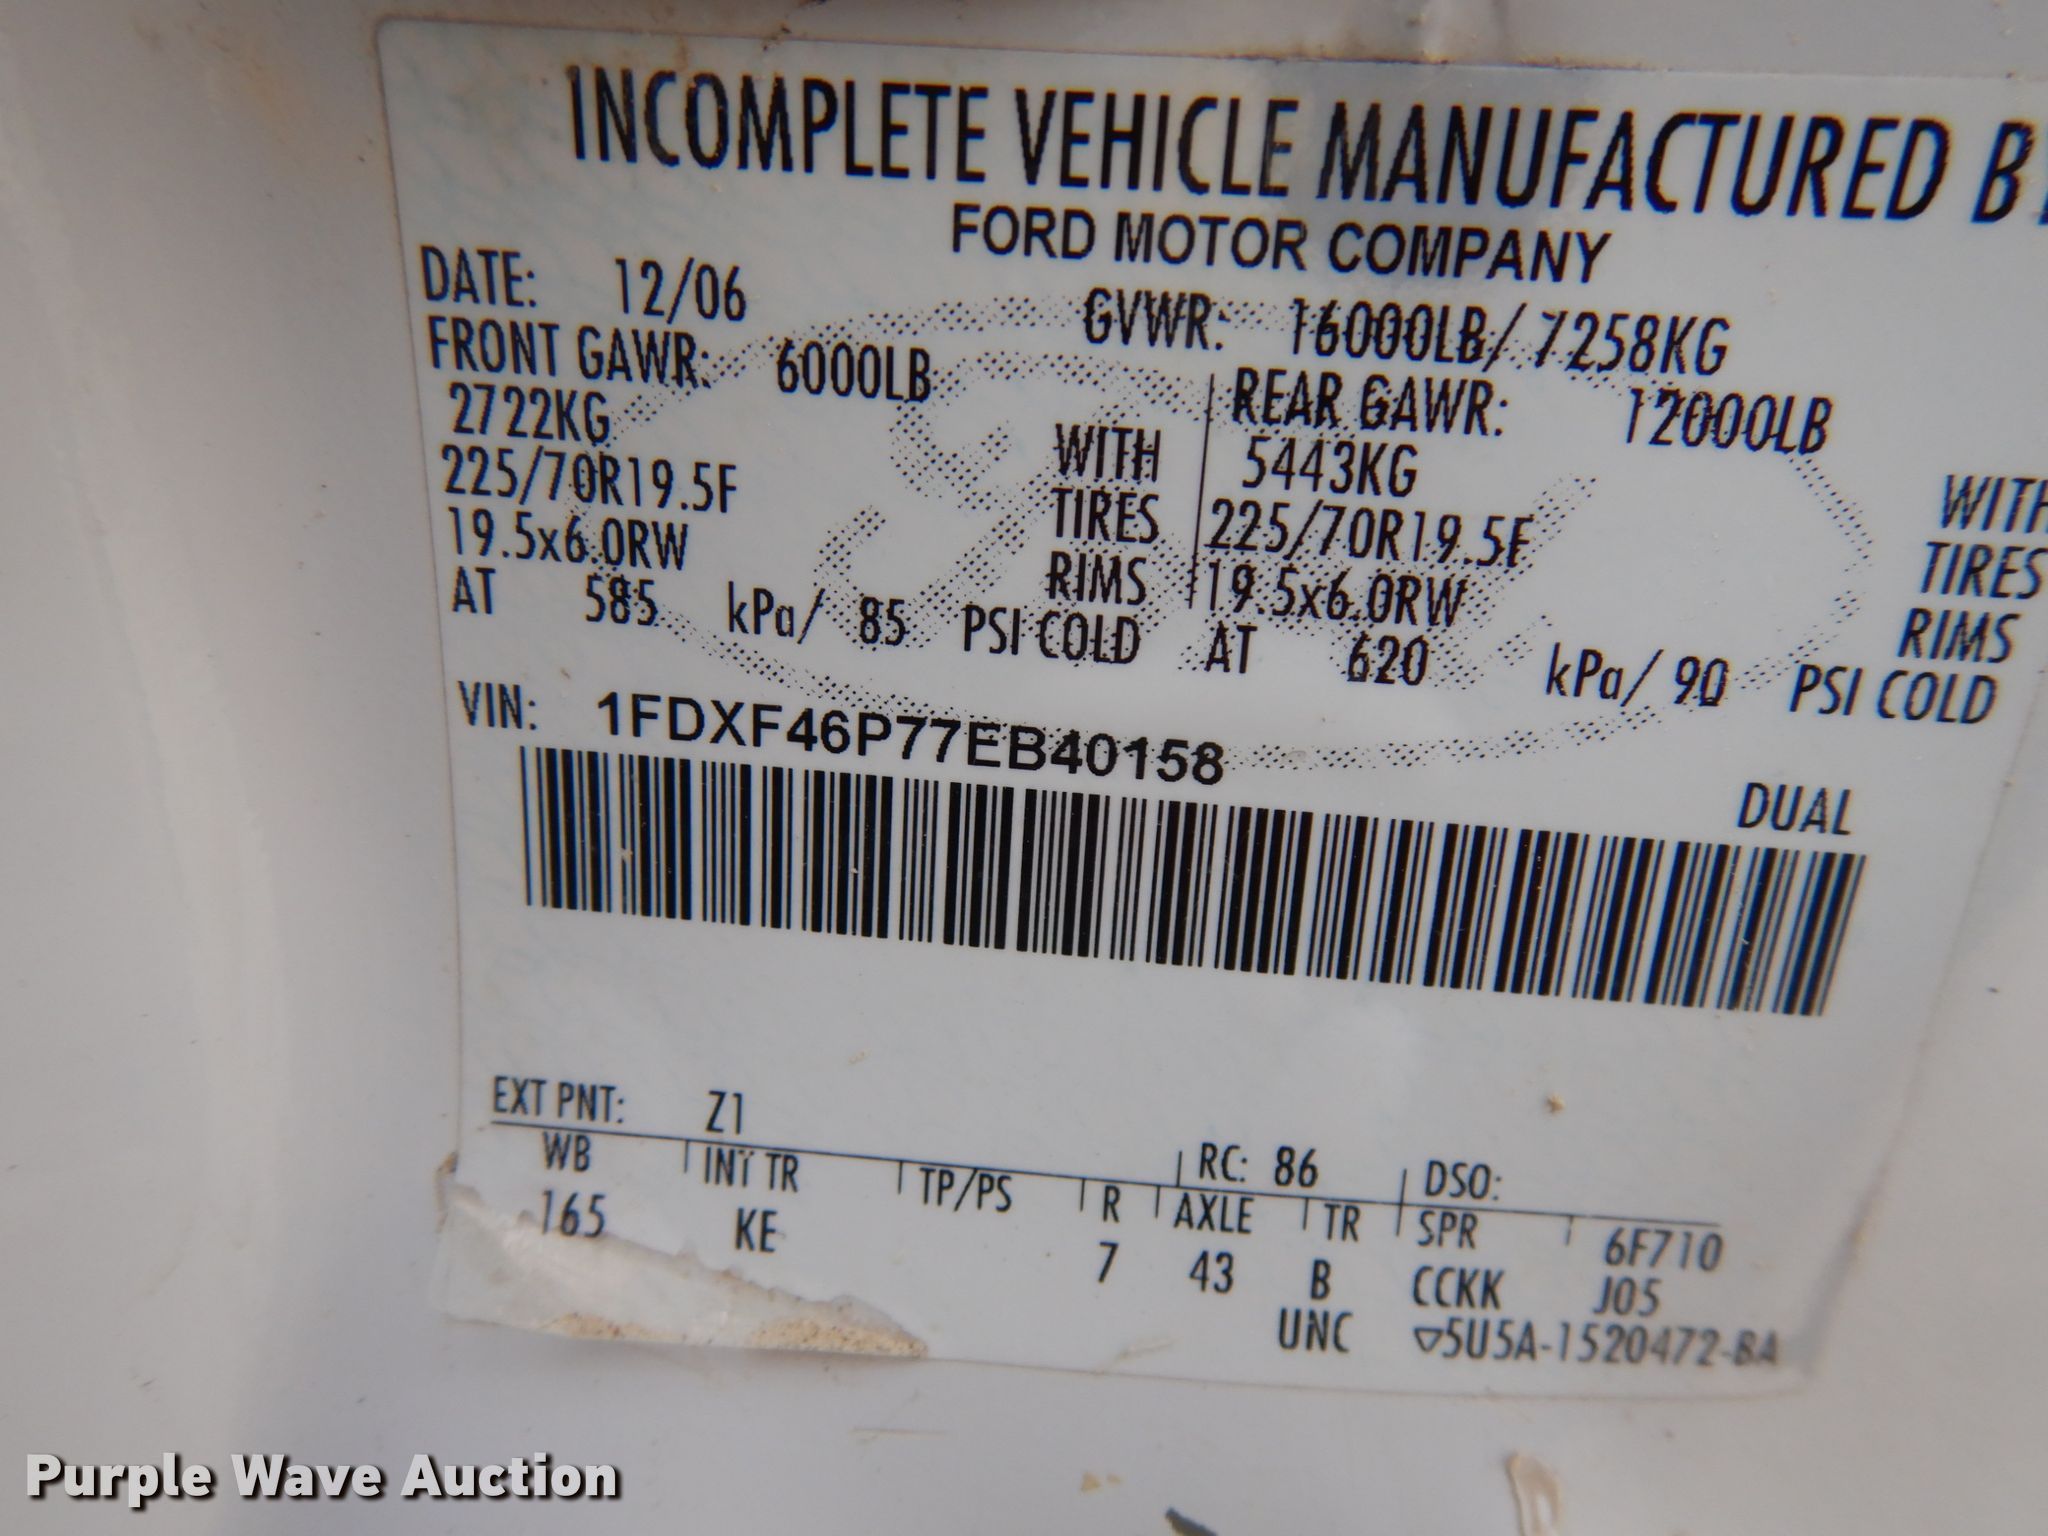 INCOMPLETE VEHICLE MANUFACTURED
FORD MOTOR COMPANY
DATE: 12/06 GVWR: 16000LB/ 7258KG
FRONT GAWR: 6000LB REAR GAWR: 12000LB
2722KG WITH 5443KG WITH
225/70R19.5F TIRES 225/70R19.5F TIRES
19.5x6.0RW RIMS 19.5x6.0RW RIMS
AT 585 kPa/ 85 PSI COLD AT 620 kPa/ 90 PSI COLD
VIN: 1FDXF46P77EB40158
DUAL
EXT PNT: Z1 RC: 86 DSO:
WB INT TR TP/PS R AXLE TR SPR 6F710
165 KE 7 43 B CCKK J05
UNC ▽5U5A-1520472-BA
Purple Wave Auction